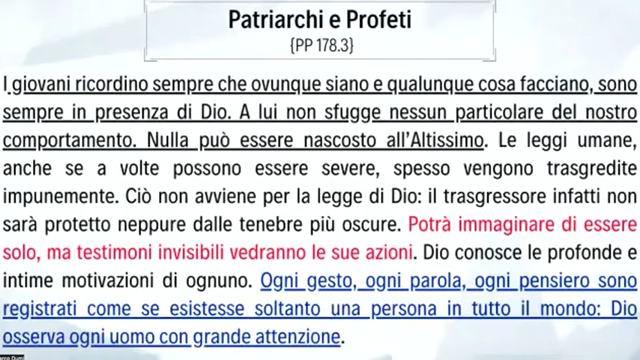 Patriarchi e Profeti
{PP 178.3}
I giovani ricordino sempre che ovunque siano e qualunque cosa facciano, sono
sempre in presenza di Dio. A lui non sfugge nessun particolare del nostro
comportamento. Nulla può essere nascosto all’Altissimo. Le leggi umane,
anche se a volte possono essere severe, spesso vengono trasgredite
impunemente. Ciò non avviene per la legge di Dio: il trasgressore infatti non
sarà protetto neppure dalle tenebre più oscure. Potrà immaginare di essere
solo, ma testimoni invisibili vedranno le sue azioni. Dio conosce le profonde e
intime motivazioni di ognuno. Ogni gesto, ogni parola, ogni pensiero sono
registrati come se esistesse soltanto una persona in tutto il mondo: Dio
osserva ogni uomo con grande attenzione.